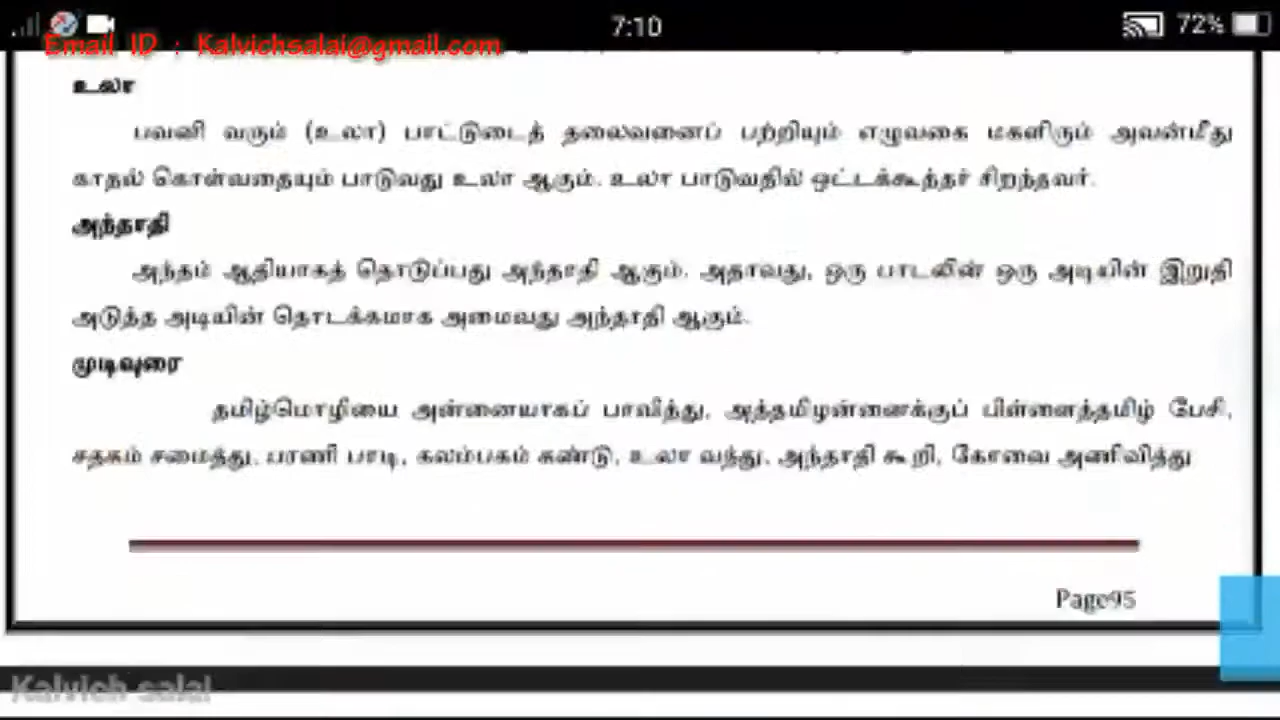 7:10
72%
Email ID : Kalvichsalai@gmail.com
உலா
பவனி வரும் (உலா) பாட்டுடைத் தலைவனைப் பற்றியும் எழுவகை மகளிரும் அவன்மீது
காதல் கொள்வதையும் பாடுவது உலா ஆகும். உலா பாடுவதில் ஒட்டக்கூத்தர் சிறந்தவர்.
அந்தாதி
அந்தம் ஆதியாகத் தொடுப்பது அந்தாதி ஆகும். அதாவது, ஒரு பாடலின் ஒரு அடியின் இறுதி
அடுத்த அடியின் தொடக்கமாக அமைவது அந்தாதி ஆகும்.
முடிவுரை
தமிழ்மொழியை அன்னையாகப் பாவித்து, அத்தமிழன்னைக்குப் பிள்ளைத்தமிழ் பேசி,
சதகம் சமைத்து, பரணி பாடி, கலம்பகம் கண்டு, உலா வந்து, அந்தாதி கூறி, கோவை அணிவித்து
Page95
Kalvich salai